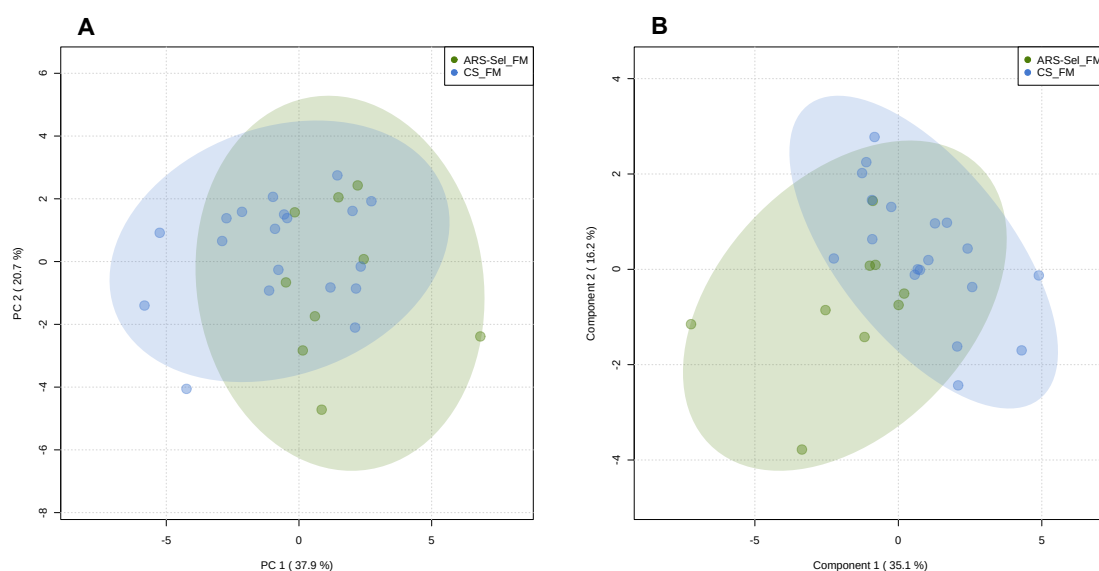 A
ARS-Sel_FM
CS_FM
6
4
2
0
-2
-4
-6
-8
PC 2 ( 20.7 %)
-5
0
5
PC 1 ( 37.9 %)
B
ARS-Sel_FM
CS_FM
4
2
0
-2
-4
Component 2 ( 16.2 %)
-5
0
5
Component 1 ( 35.1 %)